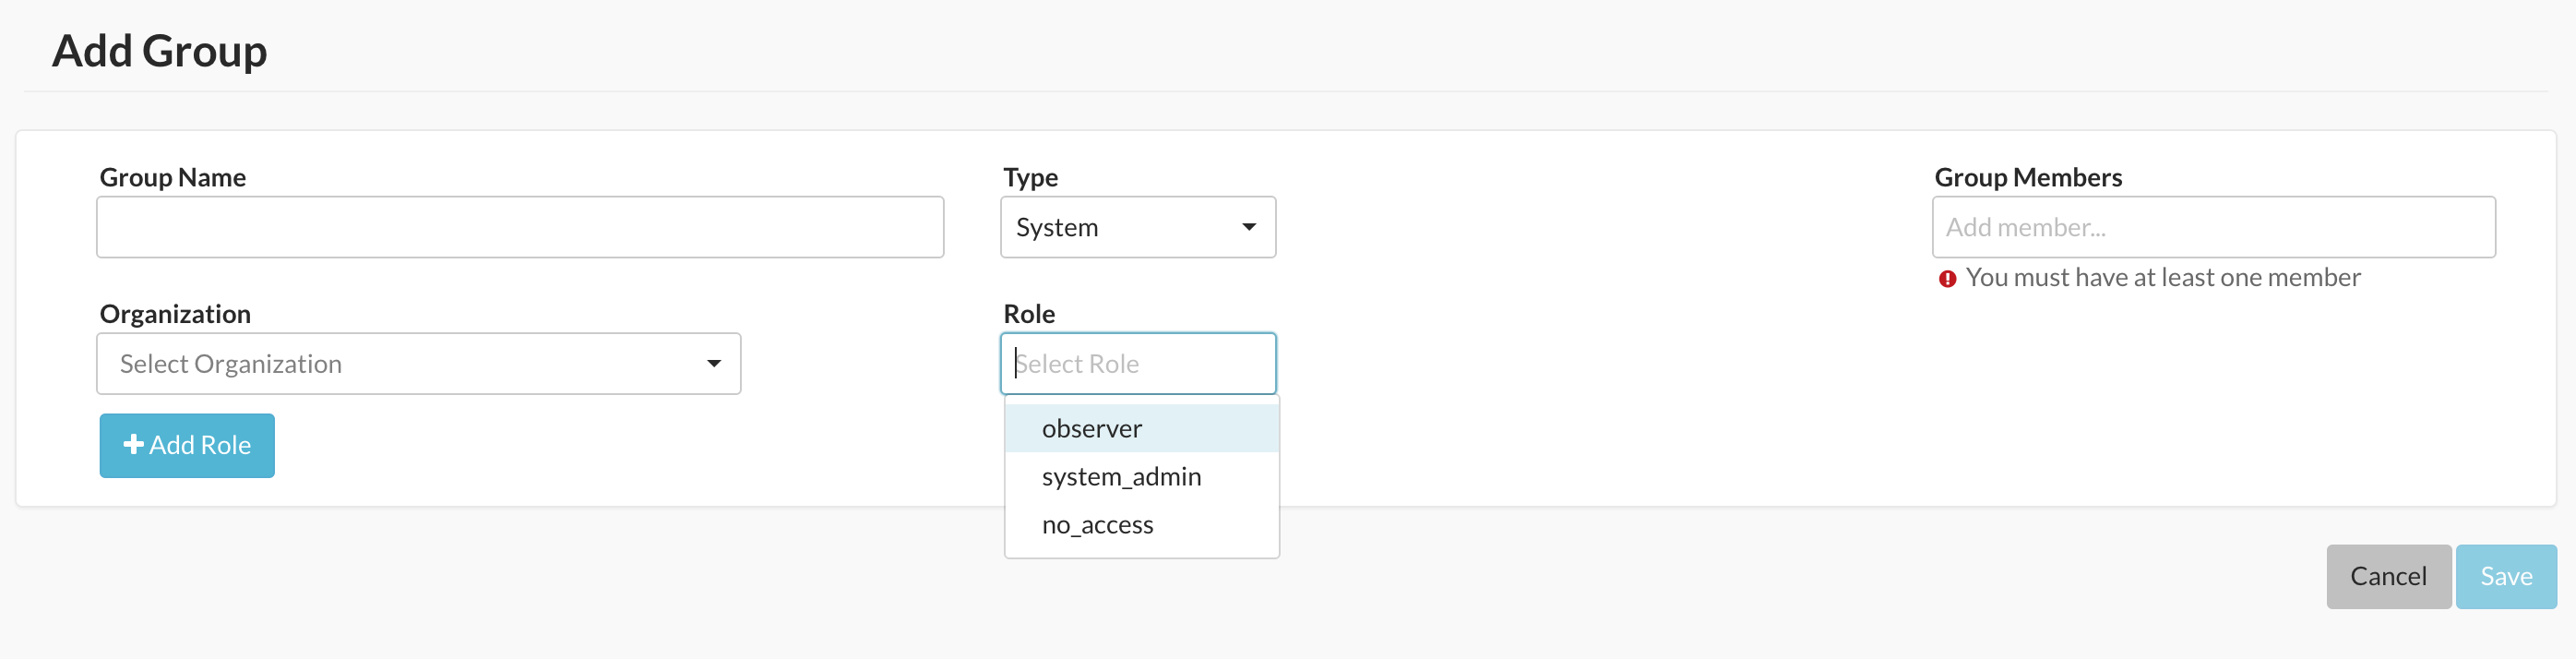 Add Group
Group Name
Type
Group Members
System
Add member...
You must have at least one member
Organization
Role
Select Organization
Select Role
Add Role
observer
system_admin
no_access
Cancel
Save